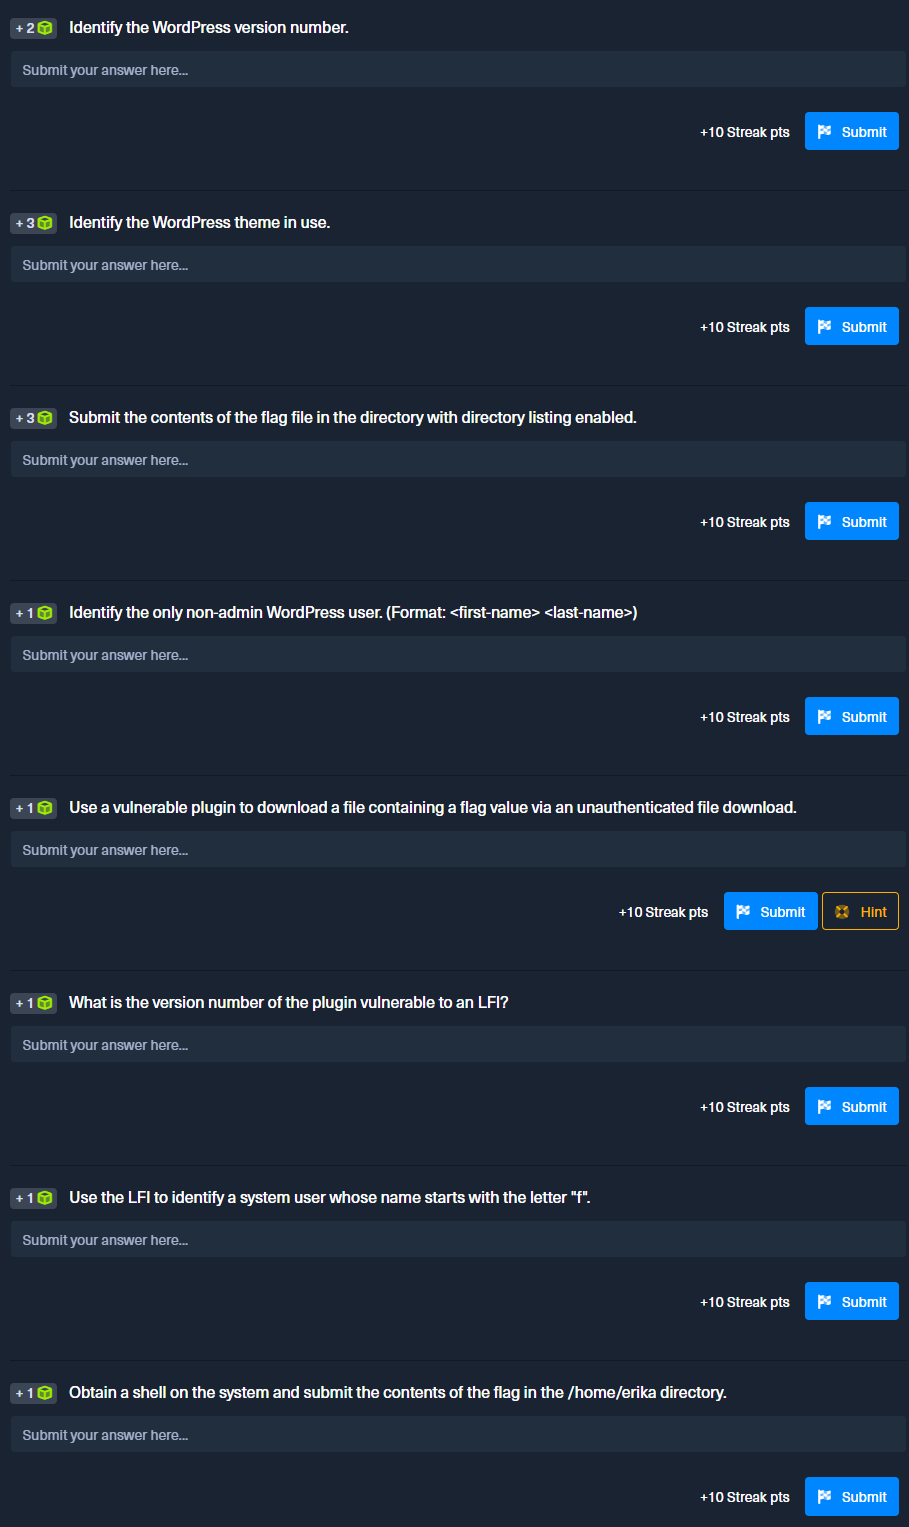 + 2 Identify the WordPress version number.
Submit your answer here...
+10 Streak pts Submit
+ 3 Identify the WordPress theme in use.
Submit your answer here...
+10 Streak pts Submit
+ 3 Submit the contents of the flag file in the directory with directory listing enabled.
Submit your answer here...
+10 Streak pts Submit
+ 1 Identify the only non-admin WordPress user. (Format: <first-name> <last-name>)
Submit your answer here...
+10 Streak pts Submit
+ 1 Use a vulnerable plugin to download a file containing a flag value via an unauthenticated file download.
Submit your answer here...
+10 Streak pts Submit Hint
+ 1 What is the version number of the plugin vulnerable to an LFI?
Submit your answer here...
+10 Streak pts Submit
+ 1 Use the LFI to identify a system user whose name starts with the letter "f".
Submit your answer here...
+10 Streak pts Submit
+ 1 Obtain a shell on the system and submit the contents of the flag in the /home/erika directory.
Submit your answer here...
+10 Streak pts Submit